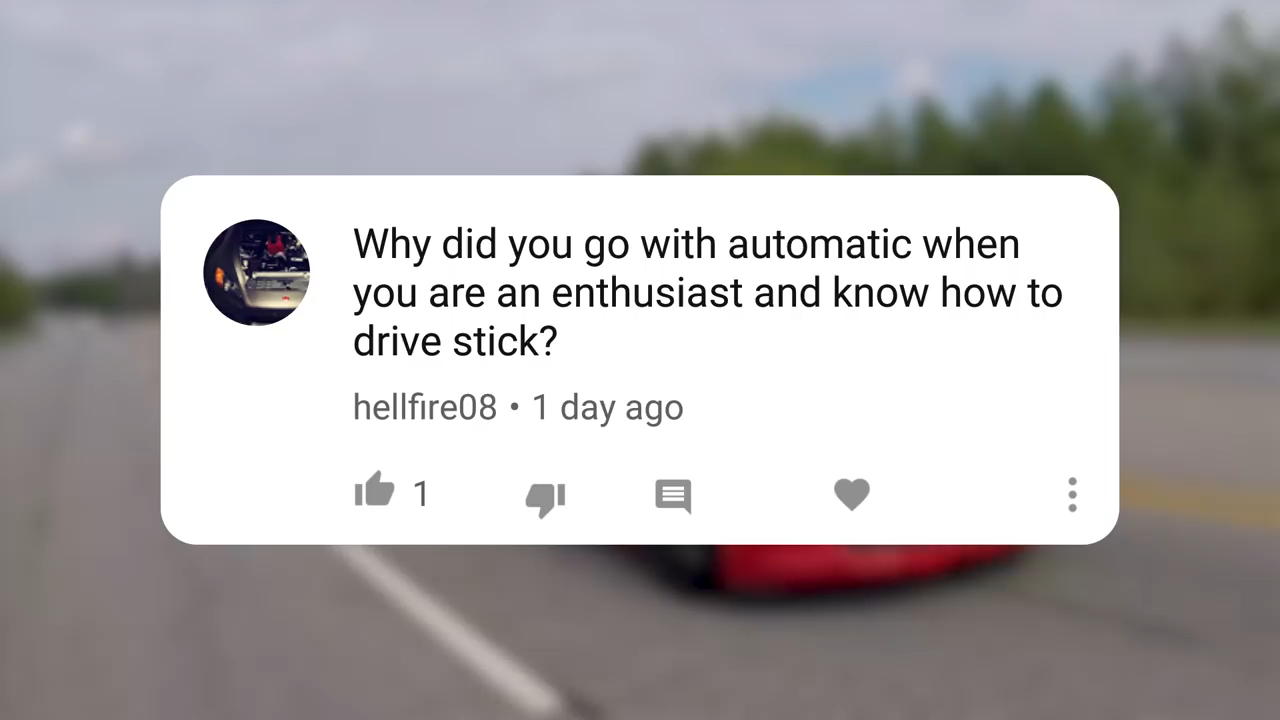 Why did you go with automatic when
you are an enthusiast and know how to
drive stick?
hellfire08 • 1 day ago
1